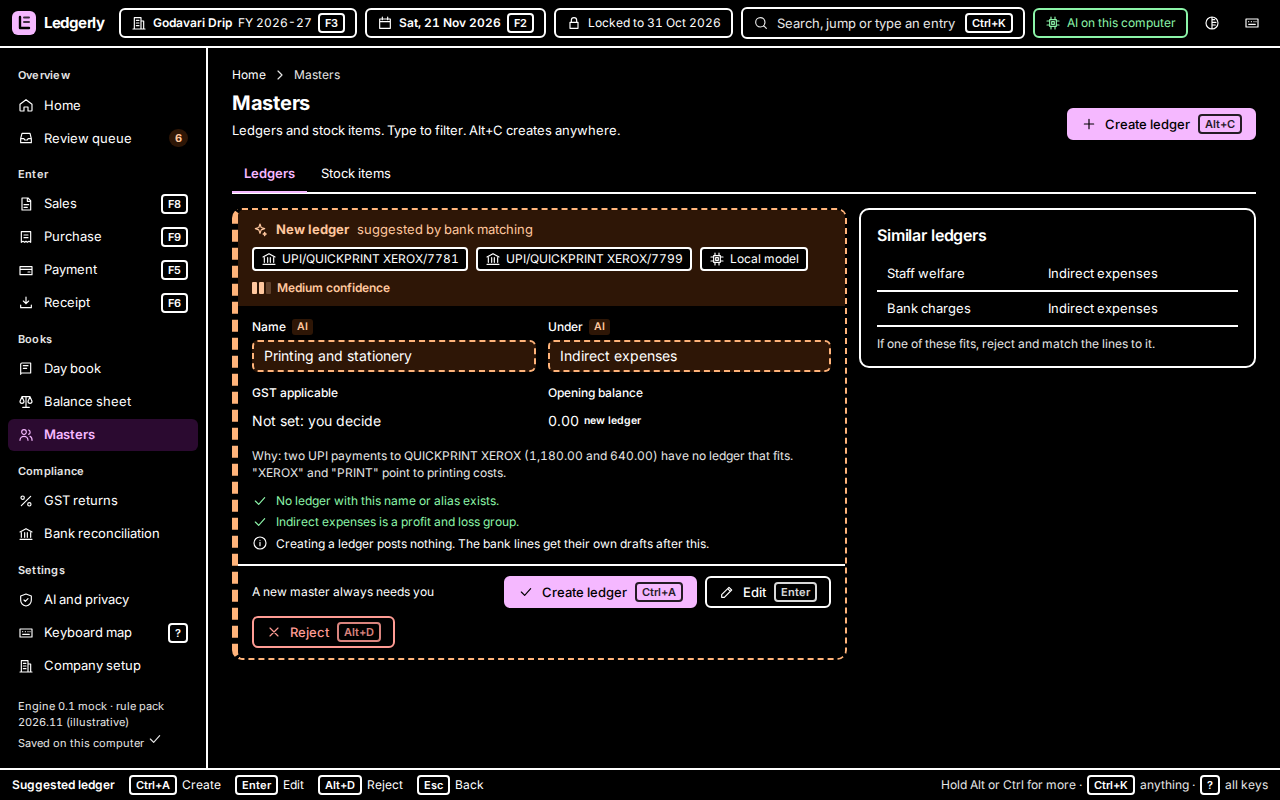 Ledgerly
Godavari Drip FY 2026-27 F3
Sat, 21 Nov 2026 F2
Locked to 31 Oct 2026
Search, jump or type an entry Ctrl+K
AI on this computer
Overview
Home
Review queue 6
Enter
Sales F8
Purchase F9
Payment F5
Receipt F6
Books
Day book
Balance sheet
Masters
Compliance
GST returns
Bank reconciliation
Settings
AI and privacy
Keyboard map ?
Company setup
Engine 0.1 mock · rule pack
2026.11 (illustrative)
Saved on this computer
Home > Masters
Masters
Ledgers and stock items. Type to filter. Alt+C creates anywhere.
Create ledger Alt+C
Ledgers Stock items
New ledger suggested by bank matching
UPI/QUICKPRINT XEROX/7781 UPI/QUICKPRINT XEROX/7799 Local model
Medium confidence
Name AI Under AI
Printing and stationery Indirect expenses
GST applicable Opening balance
Not set: you decide 0.00 new ledger
Why: two UPI payments to QUICKPRINT XEROX (1,180.00 and 640.00) have no ledger that fits.
"XEROX" and "PRINT" point to printing costs.
No ledger with this name or alias exists.
Indirect expenses is a profit and loss group.
Creating a ledger posts nothing. The bank lines get their own drafts after this.
A new master always needs you Create ledger Ctrl+A Edit Enter
Reject Alt+D
Similar ledgers
Staff welfare Indirect expenses
Bank charges Indirect expenses
If one of these fits, reject and match the lines to it.
Suggested ledger Ctrl+A Create Enter Edit Alt+D Reject Esc Back
Hold Alt or Ctrl for more · Ctrl+K anything · ? all keys